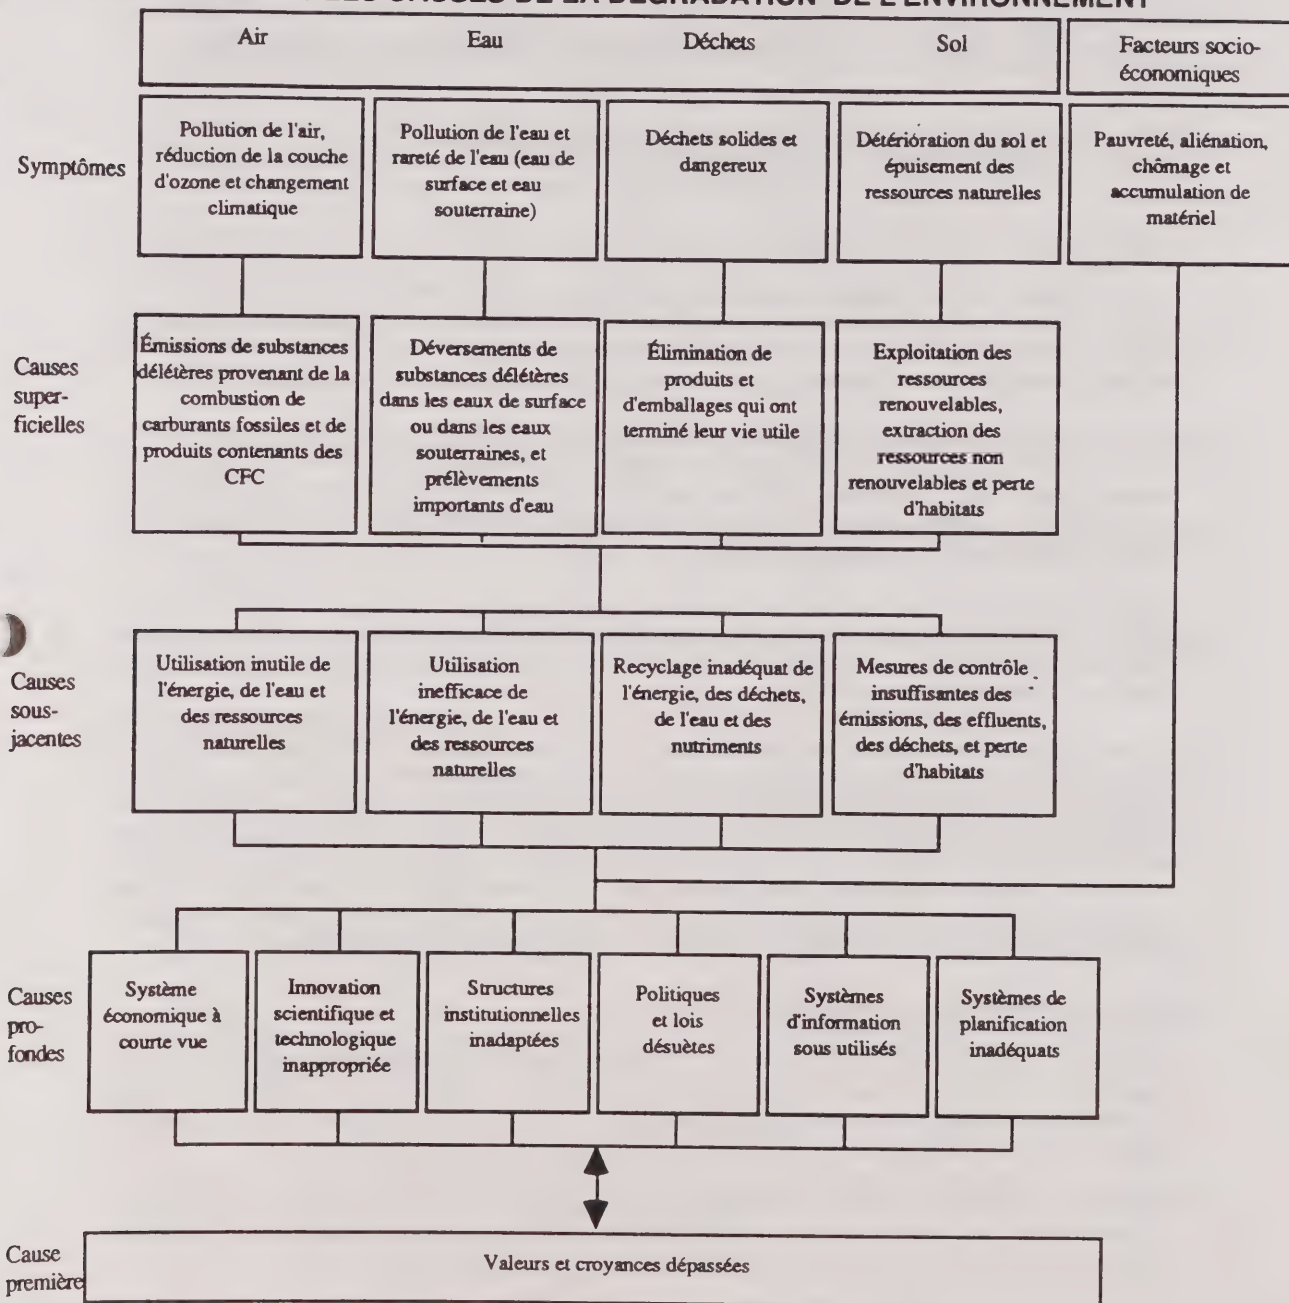 LES CAUSES DE LA DÉGRADATION DE L'ENVIRONNEMENT
Air
Eau
Déchets
Sol
Facteurs socio-
économiques
Symptômes
Pollution de l'air,
réduction de la couche
d'ozone et changement
climatique
Pollution de l'eau et
rareté de l'eau (eau de
surface et eau
souterraine)
Déchets solides et
dangereux
Détérioration du sol et
épuisement des
ressources naturelles
Pauvreté, aliénation,
chômage et
accumulation de
matériel
Causes
super-
ficielles
Émissions de substances
délétères provenant de la
combustion de
carburants fossiles et de
produits contenants des
CFC
Déversements de
substances délétères
dans les eaux de surface
ou dans les eaux
souterraines, et
prélèvements
importants d'eau
Élimination de
produits et
d'emballages qui ont
terminé leur vie utile
Exploitation des
ressources
renouvelables,
extraction des
ressources non
renouvelables et perte
d'habitats
Causes
sous-
jacentes
Utilisation inutile de
l'énergie, de l'eau et
des ressources
naturelles
Utilisation
inefficace de
l'énergie, de l'eau et
des ressources
naturelles
Recyclage inadéquat de
l'énergie, des déchets,
de l'eau et des
nutriments
Mesures de contrôle
insuffisantes des
émissions, des effluents,
des déchets, et perte
d'habitats
Causes
pro-
fondes
Système
économique à
courte vue
Innovation
scientifique et
technologique
inappropriée
Structures
institutionnelles
inadaptées
Politiques
et lois
désuètes
Systèmes
d'information
sous utilisés
Systèmes de
planification
inadéquats
Cause
première
Valeurs et croyances dépassées